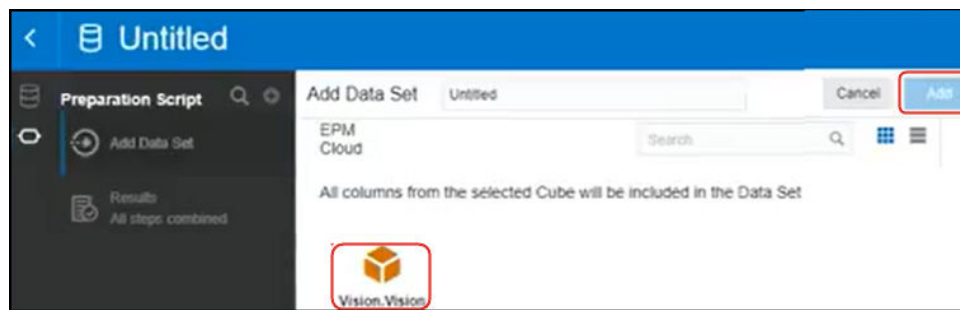 Untitled
Preparation Script
Add Data Set
Results
All steps combined
Add Data Set
Untitled
Cancel
Add
EPM
Cloud
Search
All columns from the selected Cube will be included in the Data Set
Vision.Vision